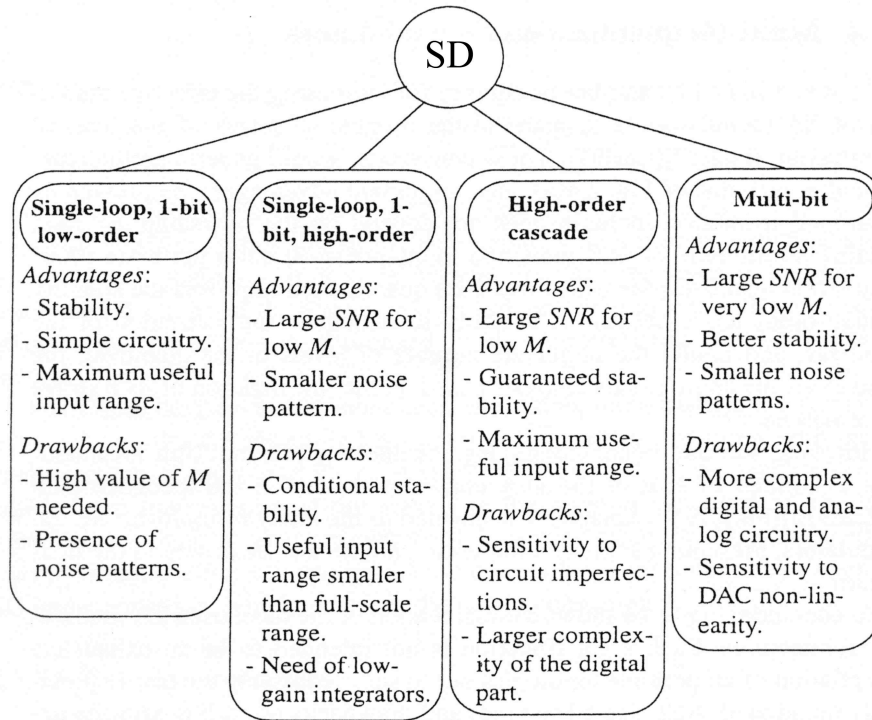 SD
Single-loop, 1-bit
low-order
Advantages:
- Stability.
- Simple circuitry.
- Maximum useful
input range.
Drawbacks:
- High value of M
needed.
- Presence of
noise patterns.
Single-loop, 1-
bit, high-order
Advantages:
- Large SNR for
low M.
- Smaller noise
pattern.
Drawbacks:
- Conditional sta-
bility.
- Useful input
range smaller
than full-scale
range.
- Need of low-
gain integrators.
High-order
cascade
Advantages:
- Large SNR for
low M.
- Guaranteed sta-
bility.
- Maximum use-
ful input range.
Drawbacks:
- Sensitivity to
circuit imperfec-
tions.
- Larger complex-
ity of the digital
part.
Multi-bit
Advantages:
- Large SNR for
very low M.
- Better stability.
- Smaller noise
patterns.
Drawbacks:
- More complex
digital and ana-
log circuitry.
- Sensitivity to
DAC non-lin-
earity.